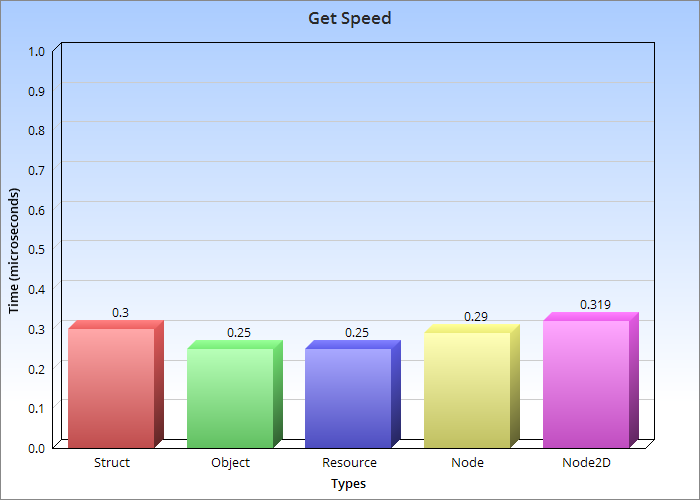 Get Speed
Time (microseconds)
1.0
0.9
0.8
0.7
0.6
0.5
0.4
0.3
0.2
0.1
0.0
0.3
0.25
0.25
0.29
0.319
Struct
Object
Resource
Node
Node2D
Types